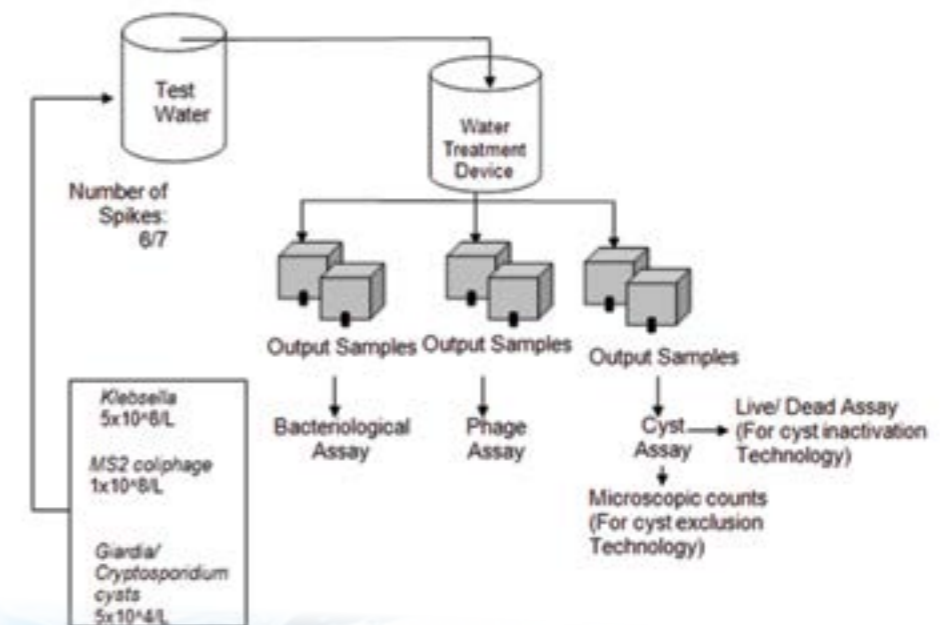 Test
Water
Water
Treatment
Device
Number of
Spikes:
6/7
Output Samples
Output Samples
Output Samples
Klebsella
5x10^6/L
MS2 coliphage
1x10^8/L
Giardia/
Cryptosporidium
cysts
5x10^4/L
Bacteriological
Assay
Phage
Assay
Cyst
Assay
Live/ Dead Assay
(For cyst inactivation
Technology)
Microscopic counts
(For cyst exclusion
Technology)